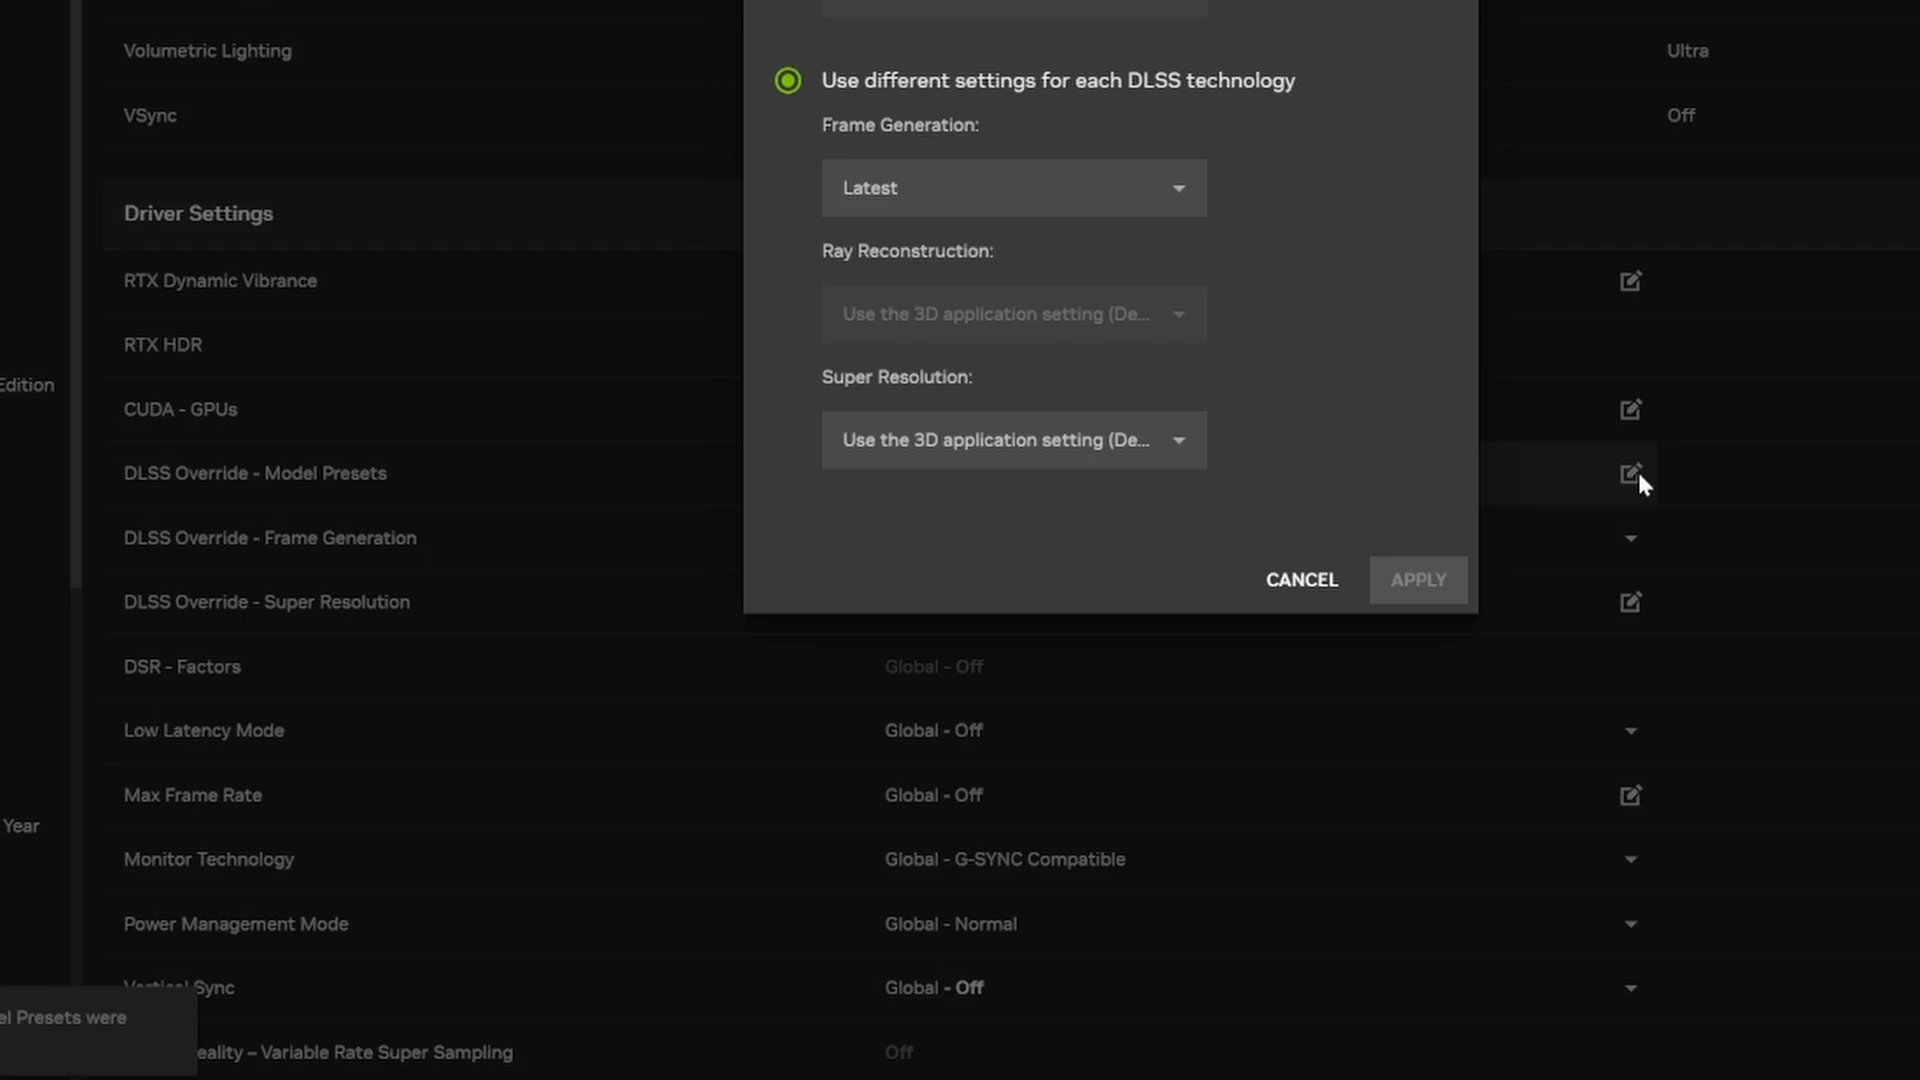 Volumetric Lighting
Ultra
VSync
Off
Use different settings for each DLSS technology
Frame Generation:
Latest
Ray Reconstruction:
Use the 3D application setting (De...
Super Resolution:
Use the 3D application setting (De...
CANCEL
APPLY
Driver Settings
RTX Dynamic Vibrance
RTX HDR
Edition
CUDA - GPUs
DLSS Override - Model Presets
DLSS Override - Frame Generation
DLSS Override - Super Resolution
DSR - Factors
Global - Off
Low Latency Mode
Global - Off
Max Frame Rate
Global - Off
Year
Monitor Technology
Global - G-SYNC Compatible
Power Management Mode
Global - Normal
Vertical Sync
Global - Off
el Presets were
eality – Variable Rate Super Sampling
Off